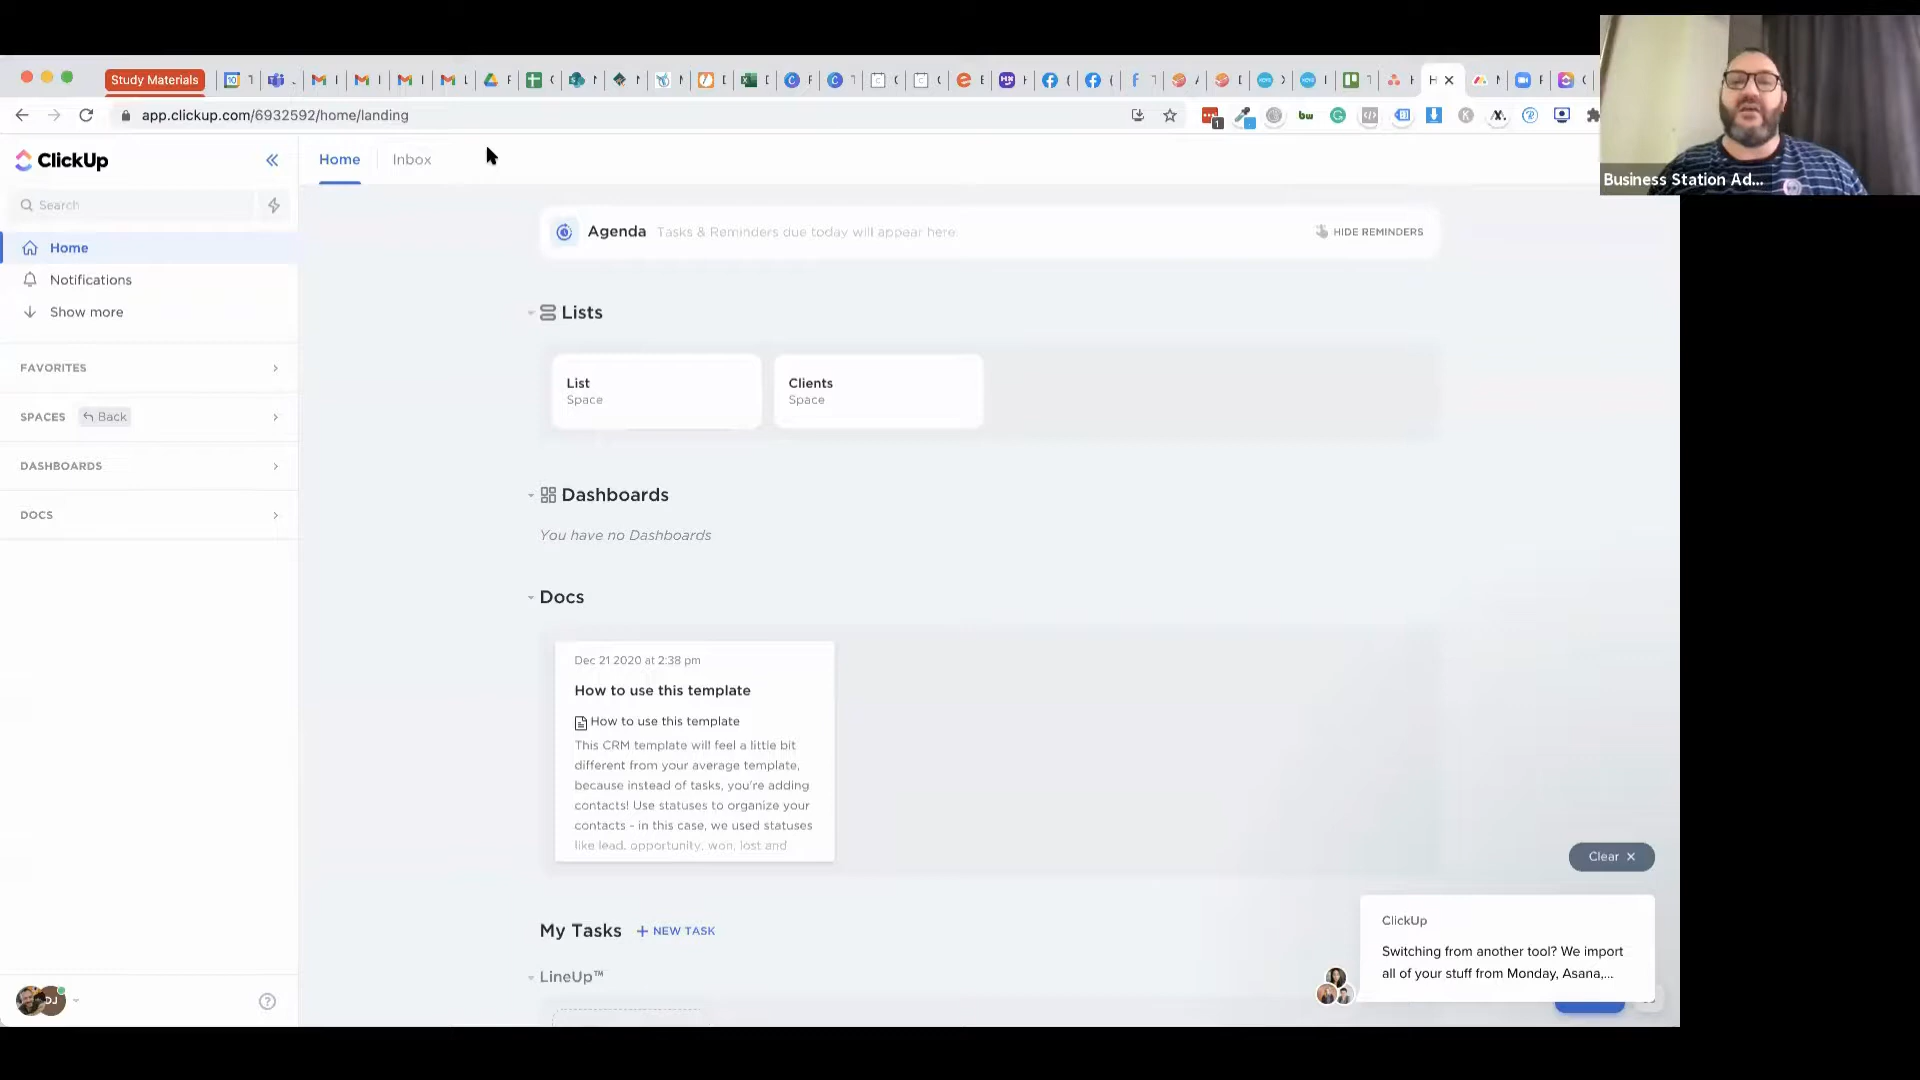 Study Materials
app.clickup.com/6932592/home/landing
Business Station Ad...
ClickUp
Search
Home
Notifications
Show more
FAVORITES
SPACES Back
DASHBOARDS
DOCS
DJ
Home Inbox
Agenda Tasks & Reminders due today will appear here.
HIDE REMINDERS
Lists
List
Space
Clients
Space
Dashboards
You have no Dashboards
Docs
Dec 21 2020 at 2:38 pm
How to use this template
How to use this template
This CRM template will feel a little bit
different from your average template,
because instead of tasks, you're adding
contacts! Use statuses to organize your
contacts - in this case, we used statuses
like lead, opportunity, won, lost and
My Tasks + NEW TASK
LineUp™
Clear
ClickUp
Switching from another tool? We import
all of your stuff from Monday, Asana,...